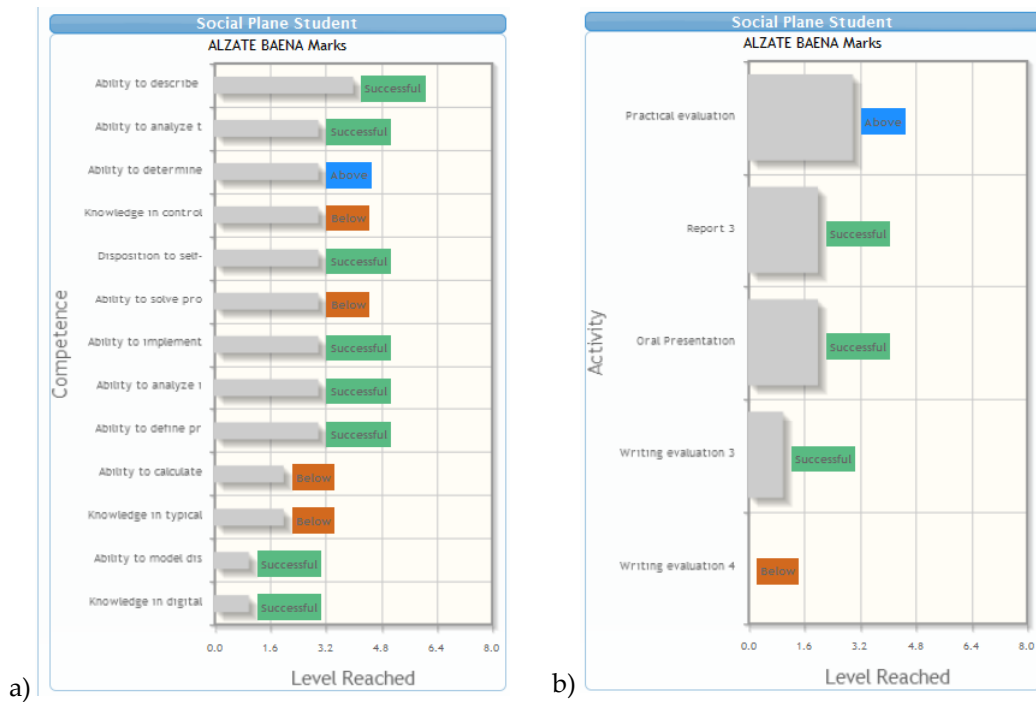 Social Plane Student
ALZATE BAENA Marks
Ability to describe
Successful
Ability to analyze t
Successful
Ability to determine
Above
Knowledge in control
Below
Disposition to self-
Successful
Ability to solve pro
Below
Ability to implement
Successful
Ability to analyze i
Successful
Ability to define pr
Successful
Ability to calculate
Below
Knowledge in typical
Below
Ability to model dis
Successful
Knowledge in digital
Successful
Competence
0.0 1.6 3.2 4.8 6.4 8.0
Level Reached
a)
Social Plane Student
ALZATE BAENA Marks
Practical evaluation
Above
Report 3
Successful
Oral Presentation
Successful
Writing evaluation 3
Successful
Writing evaluation 4
Below
Activity
0.0 1.6 3.2 4.8 6.4 8.0
Level Reached
b)